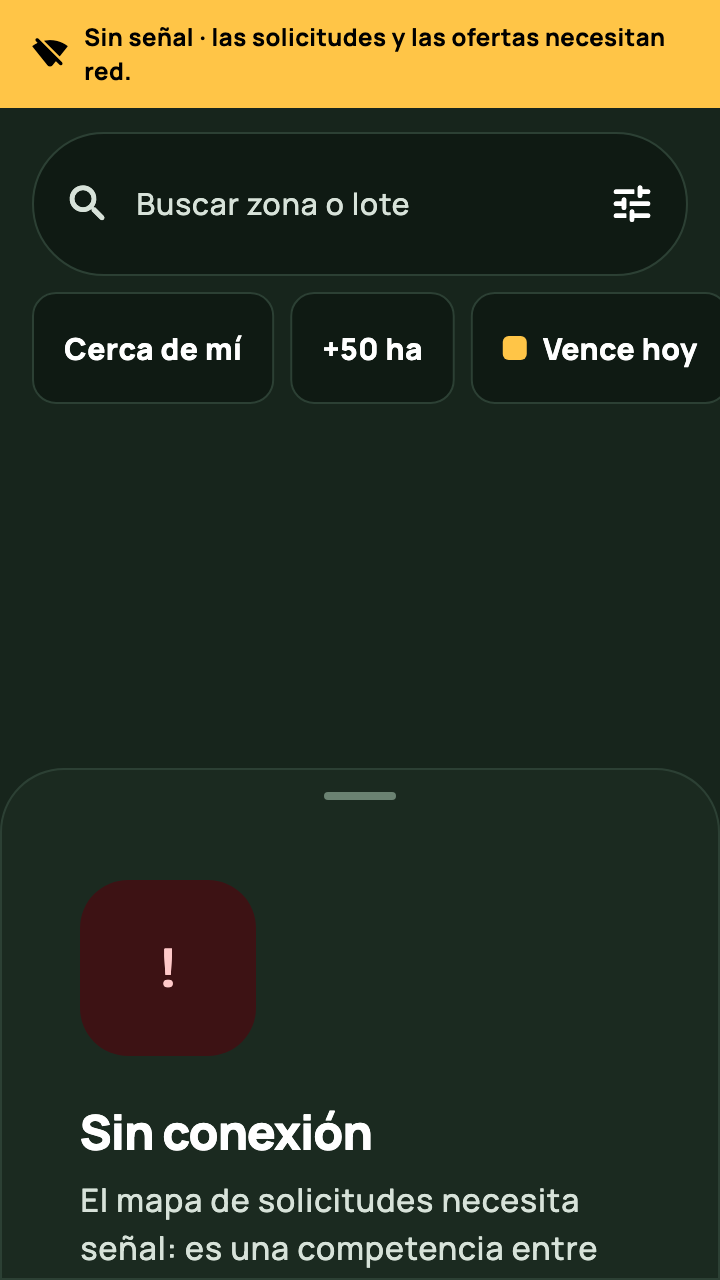 Sin señal · las solicitudes y las ofertas necesitan
red.
Buscar zona o lote
Cerca de mí
+50 ha
Vence hoy
!
Sin conexión
El mapa de solicitudes necesita
señal: es una competencia entre